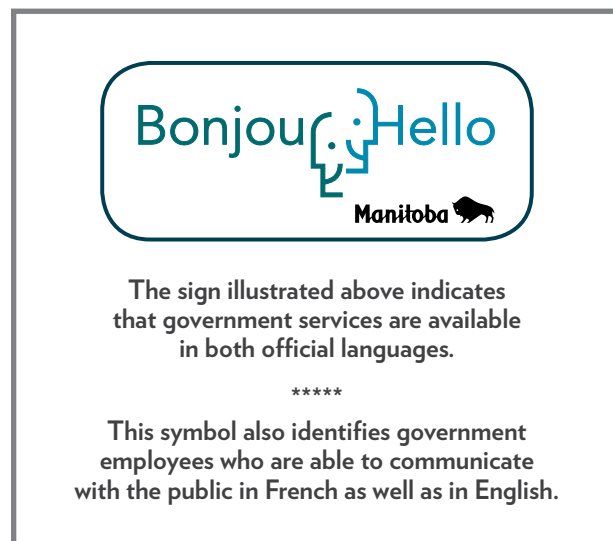 Bonjour Hello
Manitoba
The sign illustrated above indicates
that government services are available
in both official languages.
*****
This symbol also identifies government
employees who are able to communicate
with the public in French as well as in English.